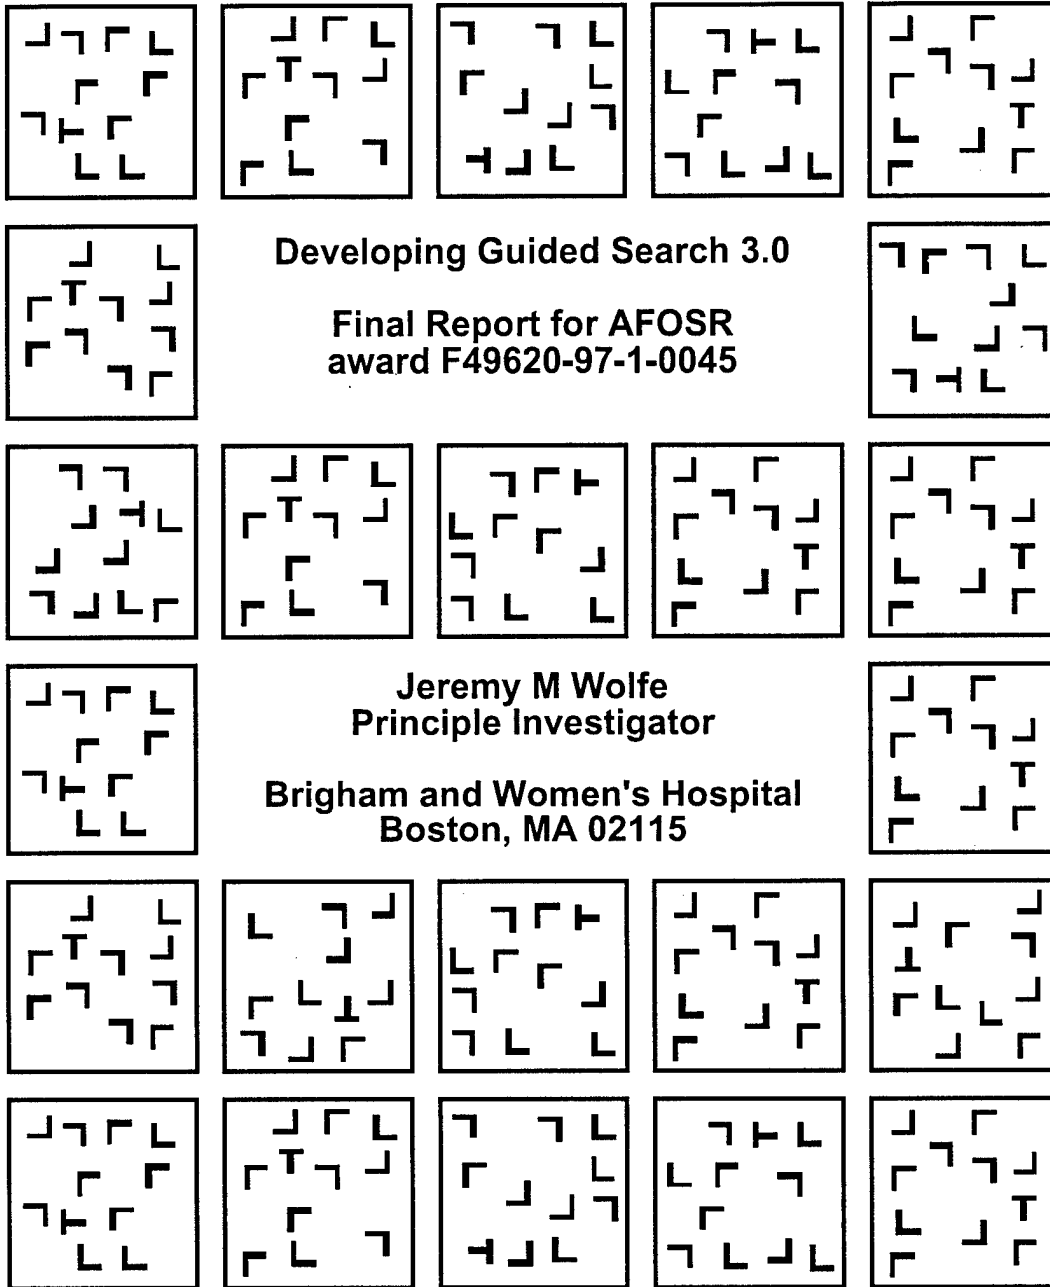 Developing Guided Search 3.0
Final Report for AFOSR
award F49620-97-1-0045
Jeremy M Wolfe
Principle Investigator
Brigham and Women's Hospital
Boston, MA 02115